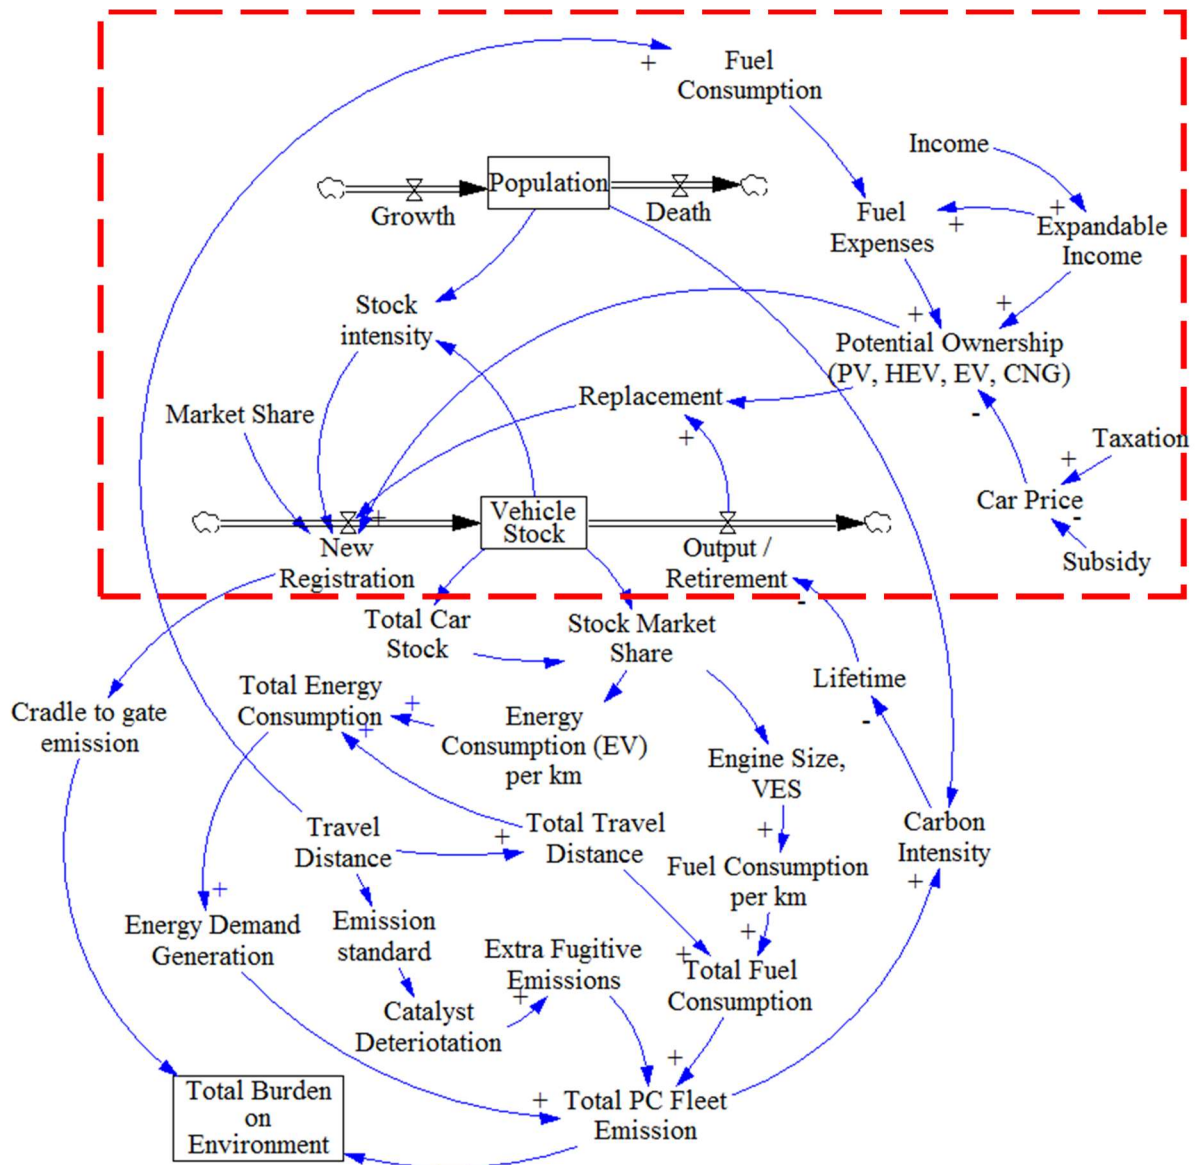 +
Fuel
Consumption
Income
Population
Growth
Death
Fuel
Expenses
+
+
Expandable
Income
Stock
intensity
+
+
Potential Ownership
(PV, HEV, EV, CNG)
Replacement
Market Share
-
+
Taxation
+
Car Price
-
Vehicle
Stock
+
New
Registration
Output /
Retirement
Subsidy
-
Total Car
Stock
Stock Market
Share
Lifetime
-
Total Energy
Consumption
+
+
Cradle to gate
emission
Energy
Consumption (EV)
per km
Engine Size,
VES
+
Travel
Distance
+
Total Travel
Distance
Carbon
Intensity
+
Fuel Consumption
per km
+
+
Energy Demand
Generation
Emission
standard
Extra Fugitive
Emissions
+
+
Total Fuel
Consumption
Catalyst
Deteriotation
+
+
Total PC Fleet
Emission
Total Burden
on
Environment